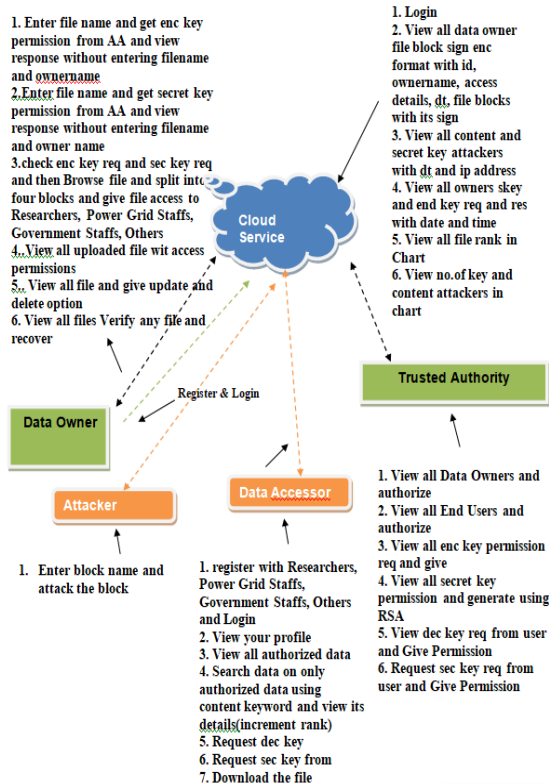 1. Enter file name and get enc key
permission from AA and view
response without entering filename
and ownername
2.Enter file name and get secret key
permission from AA and view
response without entering filename
and owner name
3.check enc key req and sec key req
and then Browse file and split into
four blocks and give file access to
Researchers, Power Grid Staffs,
Government Staffs, Others
4..View all uploaded file wit access
permissions
5.. View all file and give update and
delete option
6. View all files Verify any file and
recover
1. Login
2. View all data owner
file block sign enc
format with id,
ownername, access
details, dt, file blocks
with its sign
3. View all content and
secret key attackers
with dt and ip address
4. View all owners skey
and end key req and res
with date and time
5. View all file rank in
Chart
6. View no.of key and
content attackers in
chart
Cloud
Service
Register & Login
Trusted Authority
Data Owner
Attacker
Data Accessor
1. Enter block name and
attack the block
1. register with Researchers,
Power Grid Staffs,
Government Staffs, Others
and Login
2. View your profile
3. View all authorized data
4. Search data on only
authorized data using
content keyword and view its
details(increment rank)
5. Request dec key
6. Request sec key from
7. Download the file
1. View all Data Owners and
authorize
2. View all End Users and
authorize
3. View all enc key permission
req and give
4. View all secret key
permission and generate using
RSA
5. View dec key req from user
and Give Permission
6. Request sec key req from
user and Give Permission